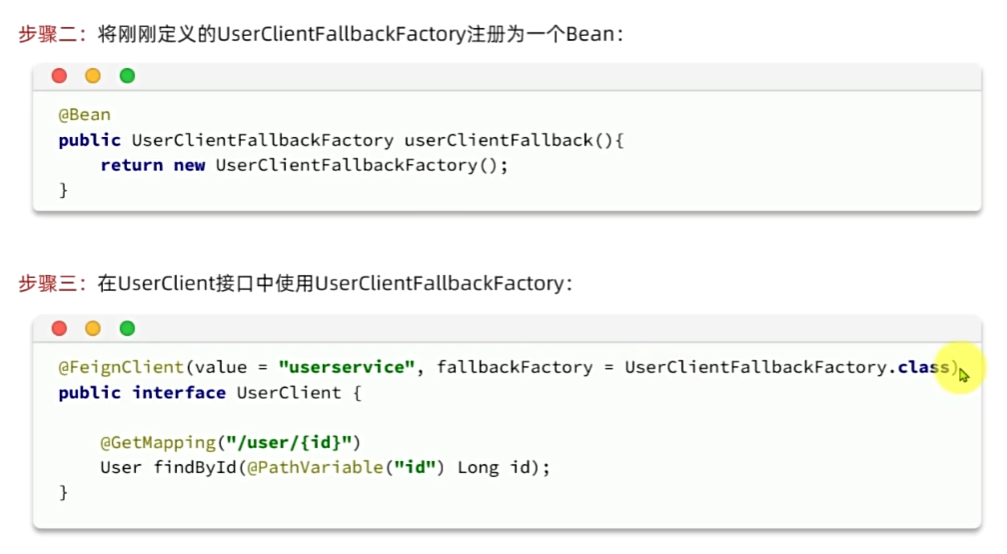 步骤二：将刚刚定义的UserClientFallbackFactory注册为一个Bean：
@Bean
public UserClientFallbackFactory userClientFallback(){
    return new UserClientFallbackFactory();
}
步骤三：在UserClient接口中使用UserClientFallbackFactory：
@FeignClient(value = "userservice", fallbackFactory = UserClientFallbackFactory.class)
public interface UserClient {
    @GetMapping("/user/{id}")
    User findById(@PathVariable("id") Long id);
}